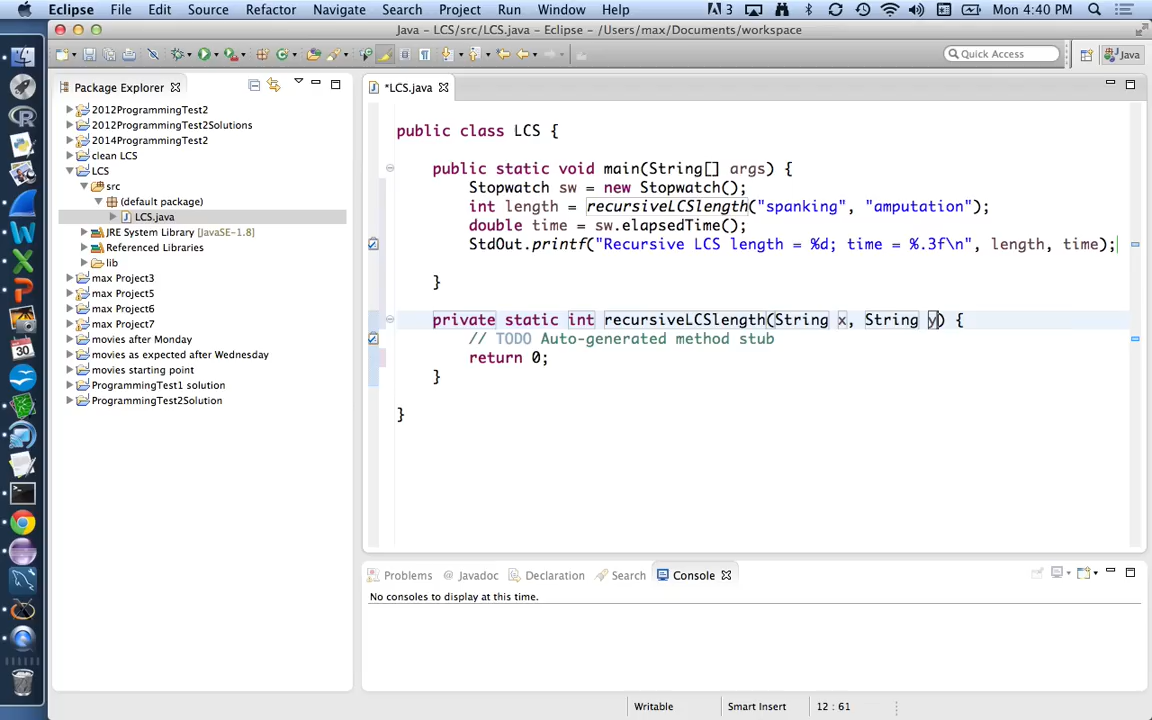 Eclipse File Edit Source Refactor Navigate Search Project Run Window Help 3 Mon 4:40 PM
Java - LCS/src/LCS.java - Eclipse - /Users/max/Documents/workspace
Quick Access Java
Package Explorer
2012ProgrammingTest2
2012ProgrammingTest2Solutions
2014ProgrammingTest2
clean LCS
LCS
src
(default package)
LCS.java
JRE System Library [JavaSE-1.8]
Referenced Libraries
lib
max Project3
max Project5
max Project6
max Project7
movies after Monday
movies as expected after Wednesday
movies starting point
ProgrammingTest1 solution
ProgrammingTest2Solution
*LCS.java
public class LCS {
public static void main(String[] args) {
Stopwatch sw = new Stopwatch();
int length = recursiveLCSlength("spanking", "amputation");
double time = sw.elapsedTime();
StdOut.printf("Recursive LCS length = %d; time = %.3f\n", length, time);
}
private static int recursiveLCSlength(String x, String y) {
// TODO Auto-generated method stub
return 0;
}
}
Problems @ Javadoc Declaration Search Console
No consoles to display at this time.
Writable Smart Insert 12 : 61